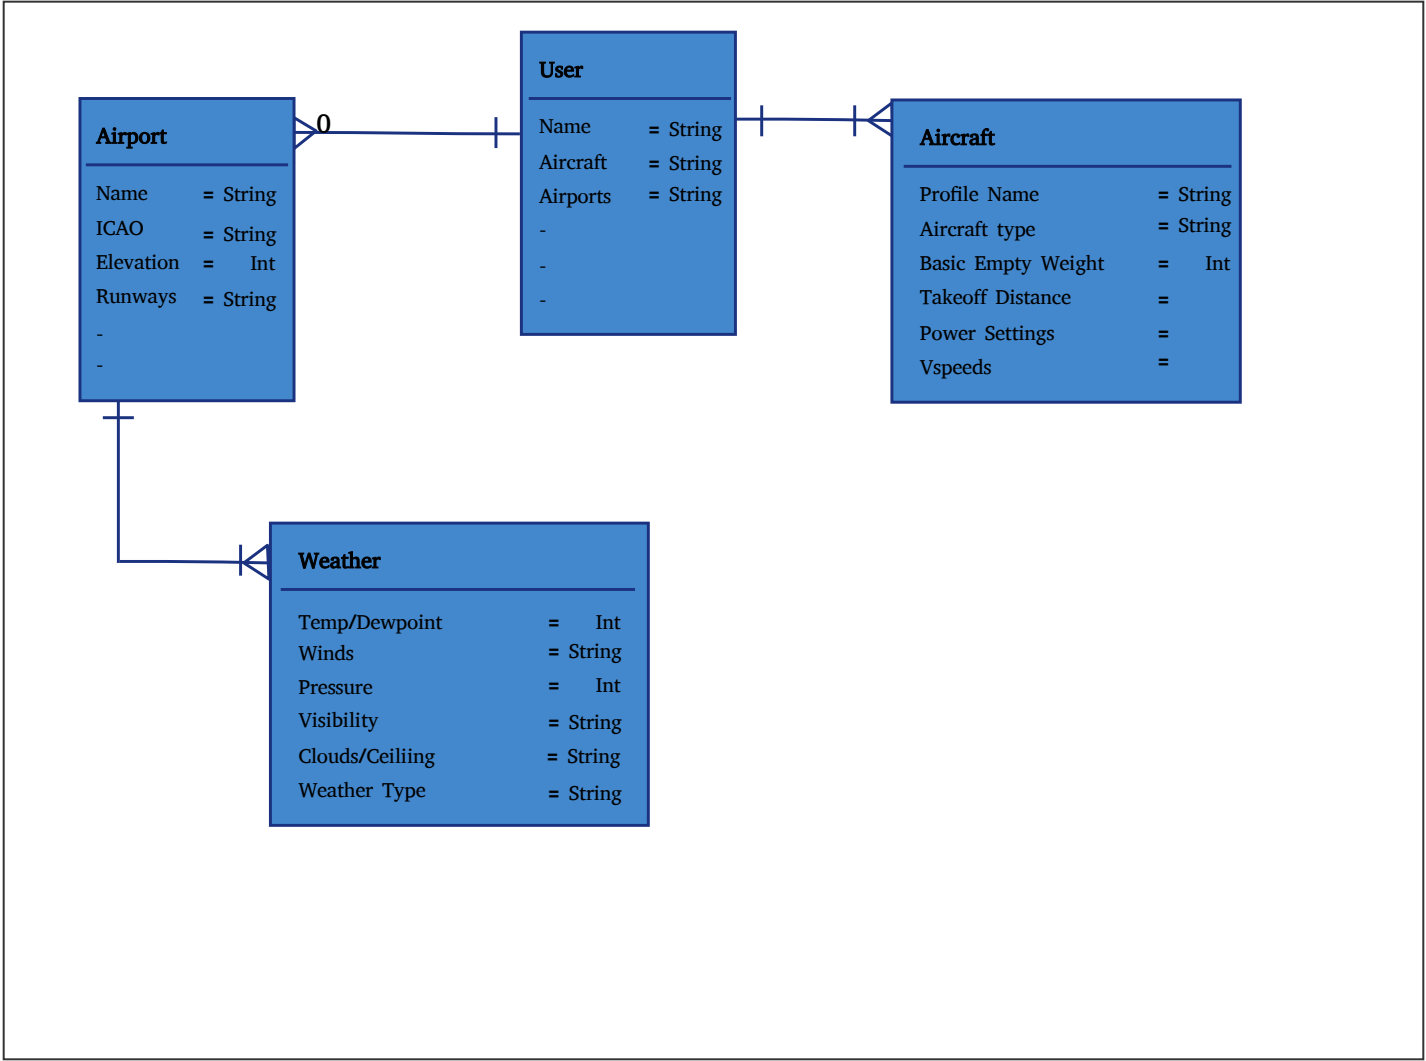 User
Name = String
Aircraft = String
Airports = String
-
-
-
Airport
Name = String
ICAO = String
Elevation = Int
Runways = String
-
-
0
Aircraft
Profile Name = String
Aircraft type = String
Basic Empty Weight = Int
Takeoff Distance =
Power Settings =
Vspeeds =
Weather
Temp/Dewpoint = Int
Winds = String
Pressure = Int
Visibility = String
Clouds/Ceiliing = String
Weather Type = String